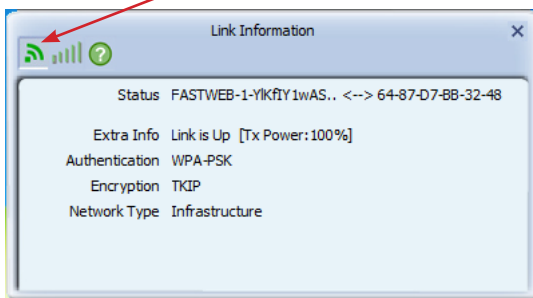 Link Information
Status FASTWEB-1-YlKfIY1wAS.. <--> 64-87-D7-BB-32-48
Extra Info Link is Up [Tx Power:100%]
Authentication WPA-PSK
Encryption TKIP
Network Type Infrastructure